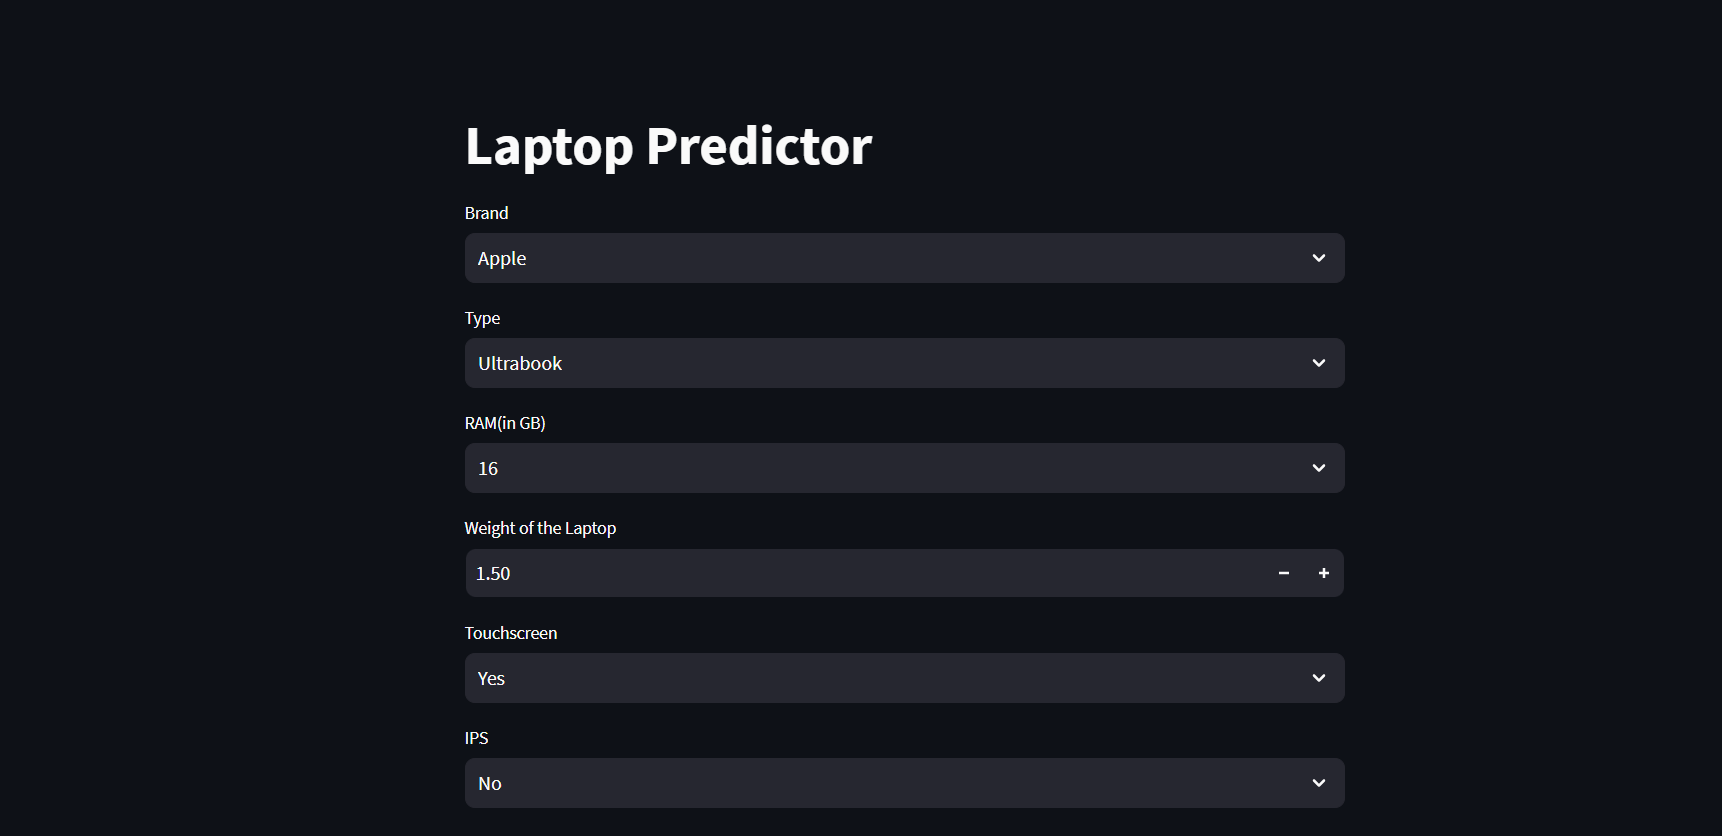 Laptop Predictor
Brand
Apple
Type
Ultrabook
RAM(in GB)
16
Weight of the Laptop
1.50
Touchscreen
Yes
IPS
No